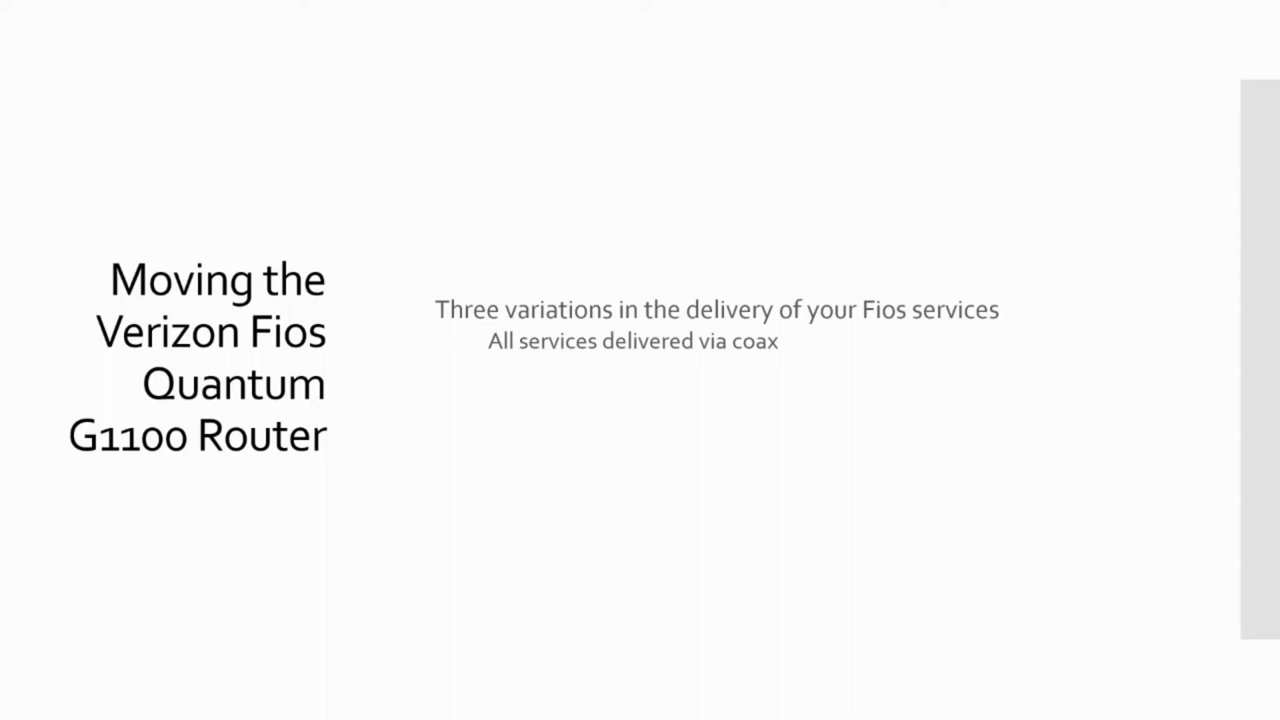 Moving the
Verizon Fios
Quantum
G1100 Router
Three variations in the delivery of your Fios services
All services delivered via coax